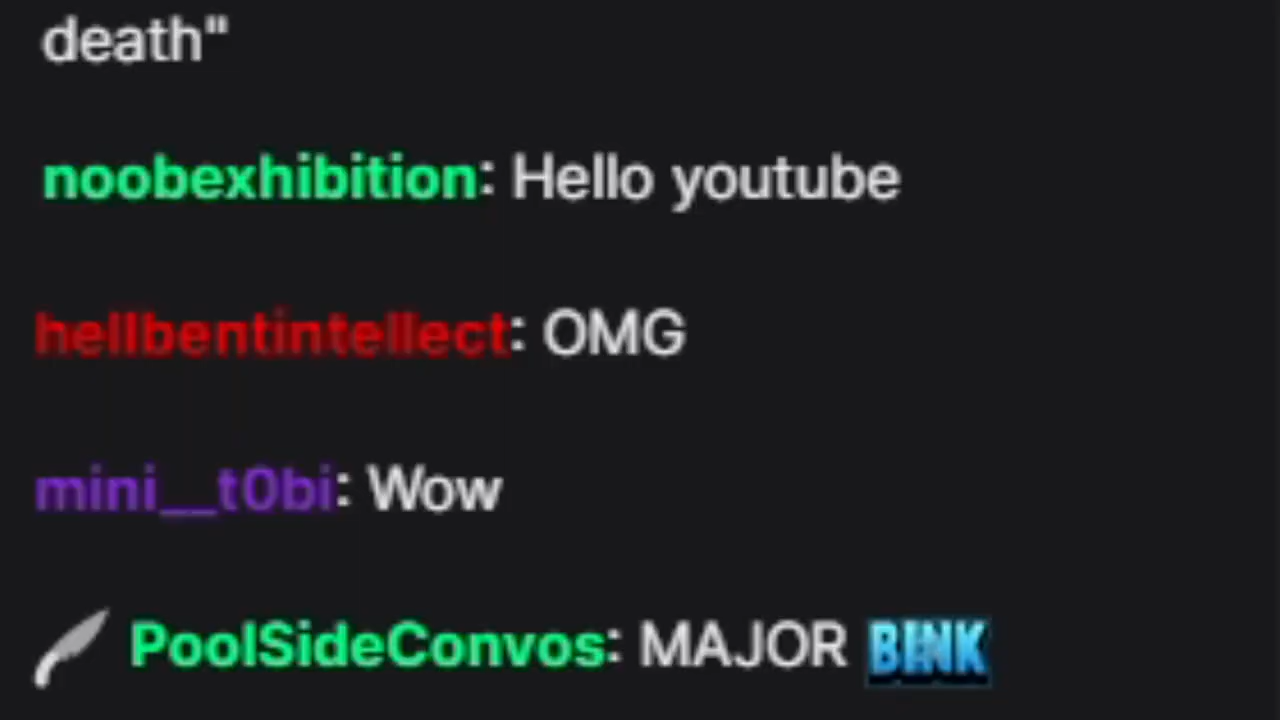 death"
noobexhibition: Hello youtube
hellbentintellect: OMG
mini__t0bi: Wow
PoolSideConvos: MAJOR BINK